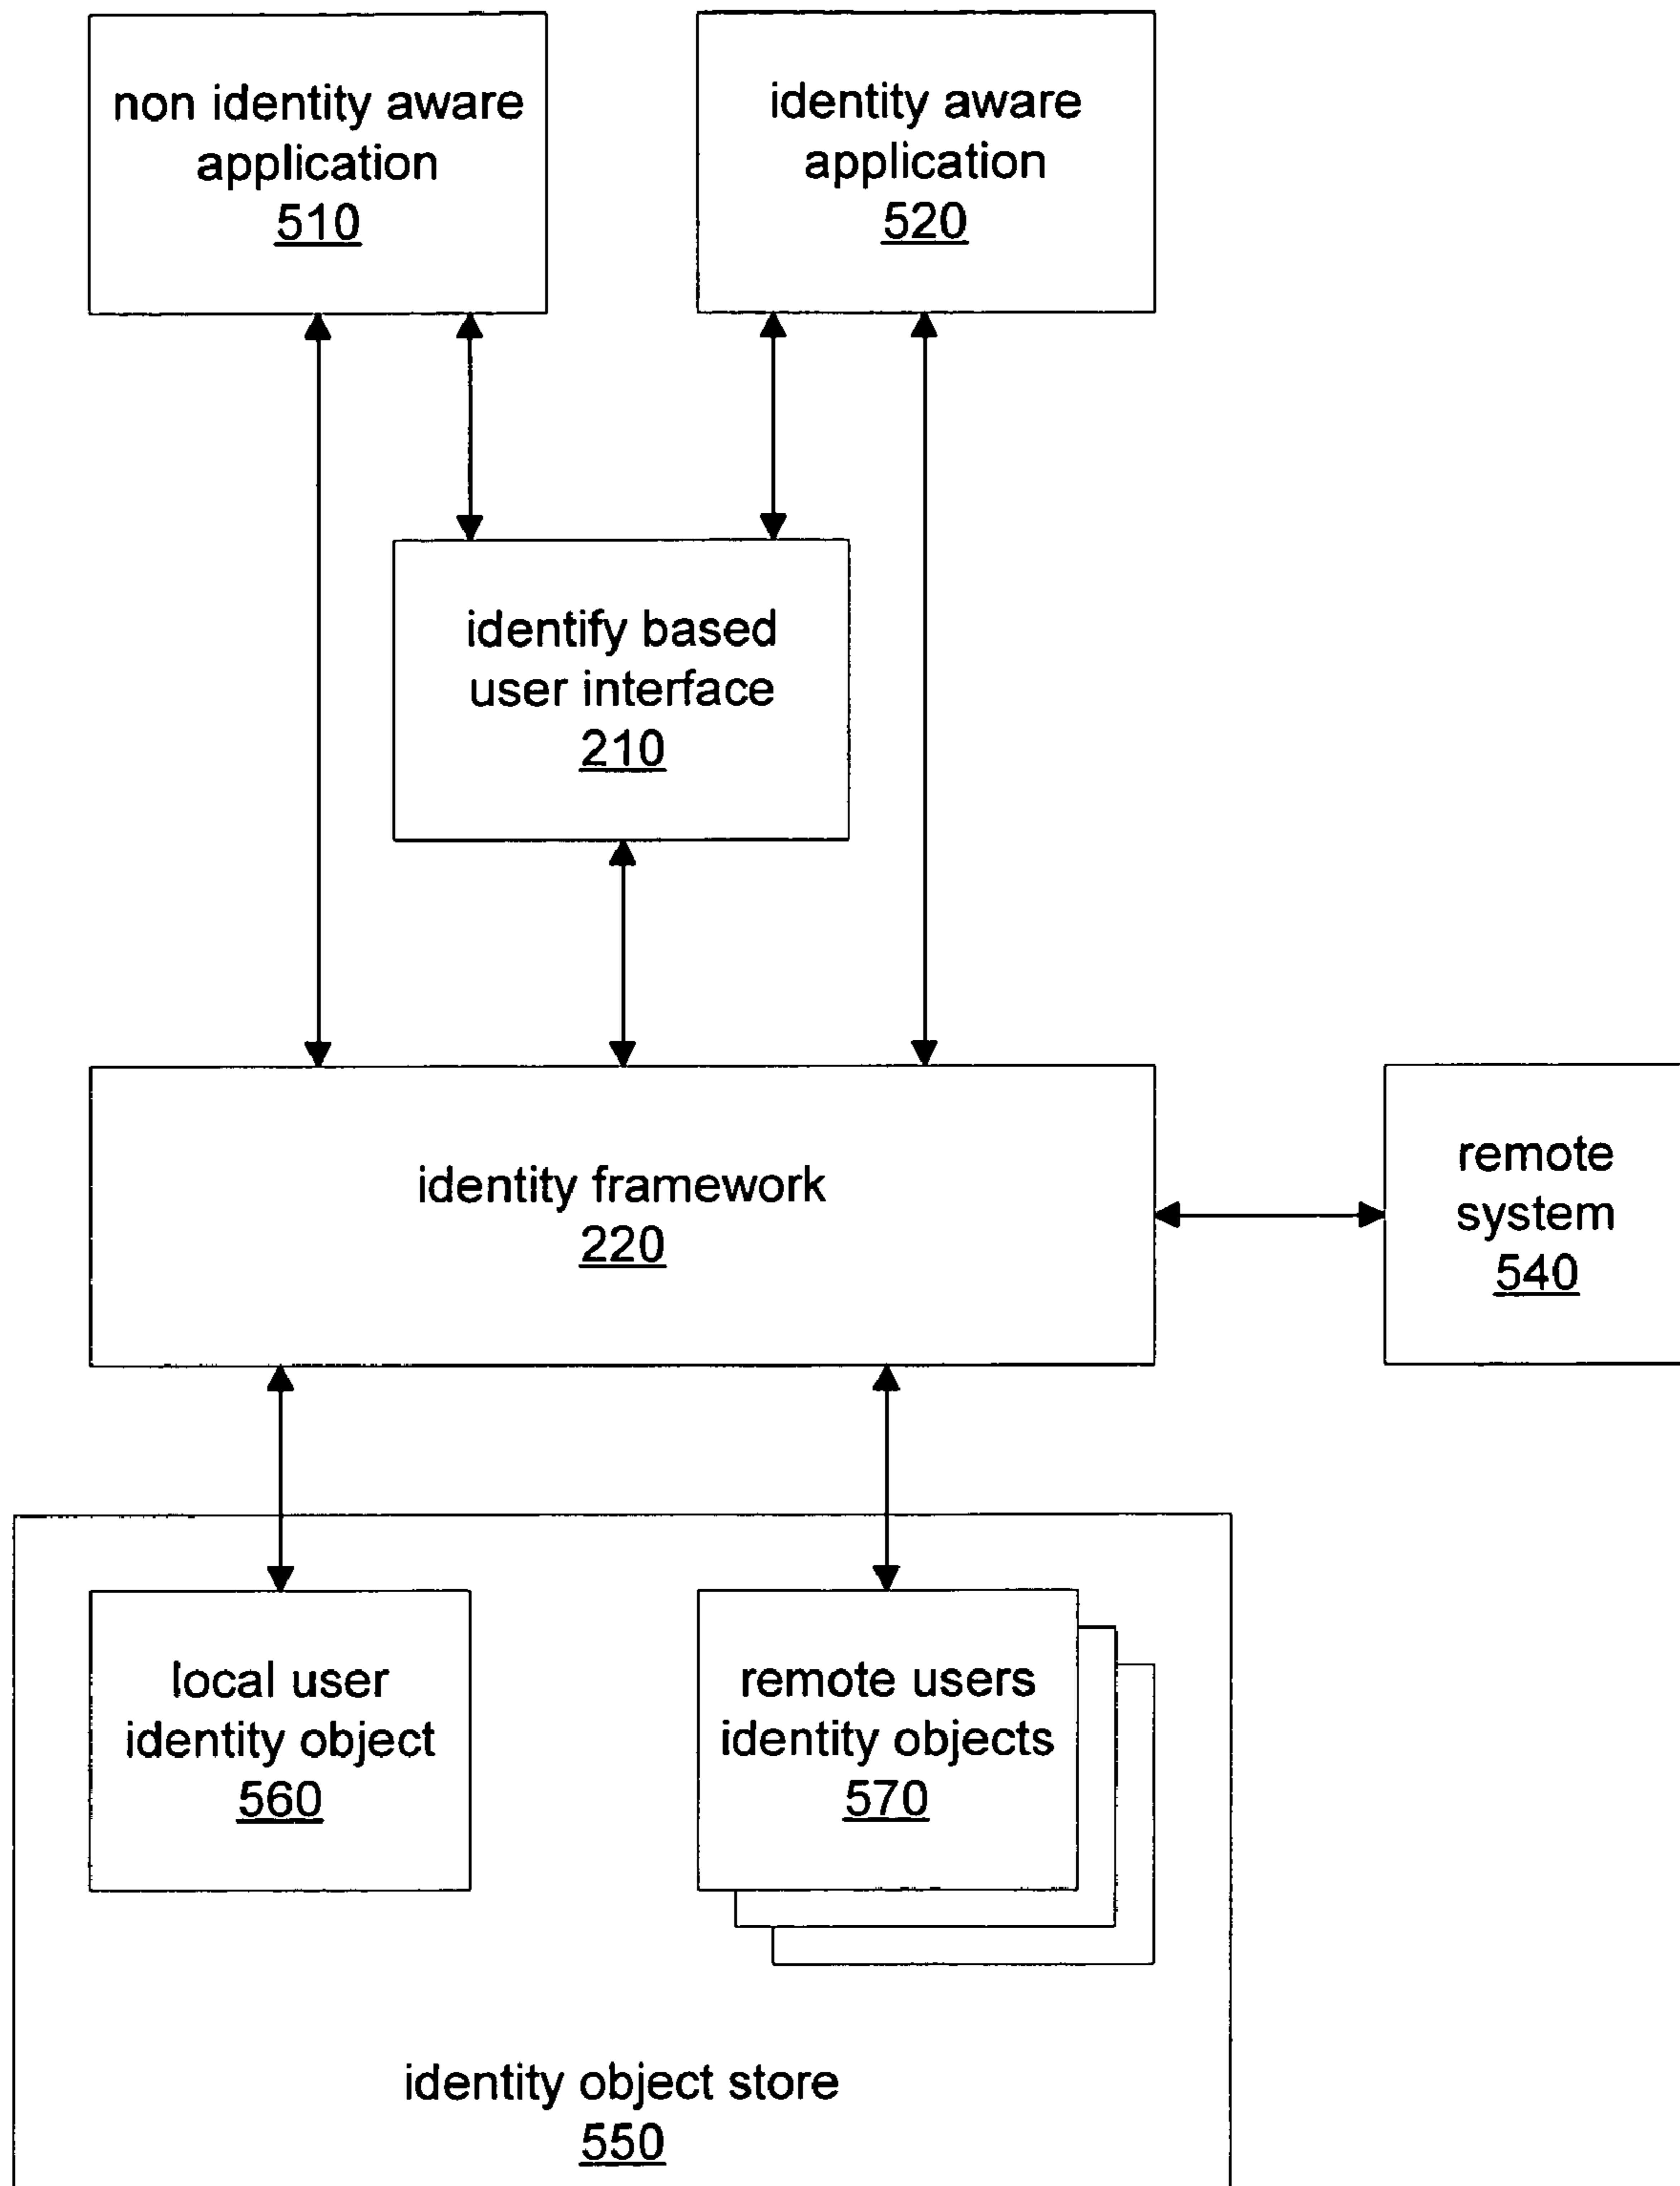 non identity aware
application
510
identity aware
application
520
identify based
user interface
210
identity framework
220
remote
system
540
local user
identity object
560
remote users
identity objects
570
identity object store
550